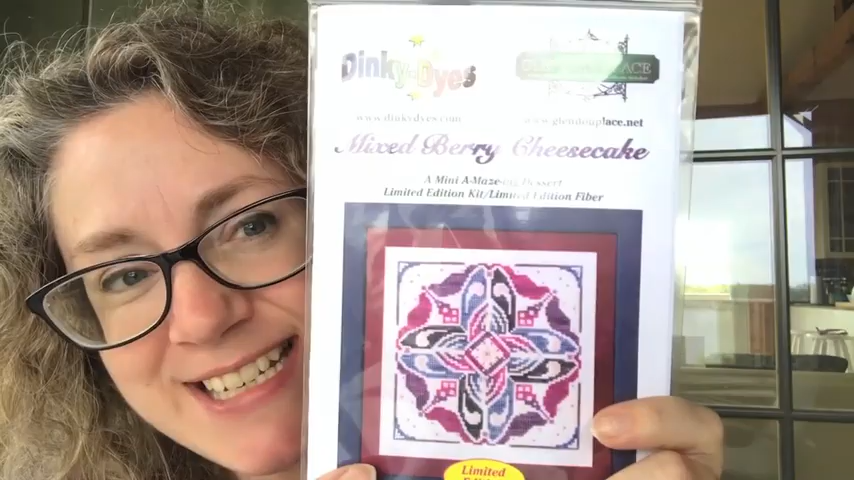 Dinky-Dyes
www.dinkydyes.com
www.glendonplace.net
Mixed Berry Cheesecake
A Mini A-Maze-ing Dessert
Limited Edition Kit/Limited Edition Fiber
Limited